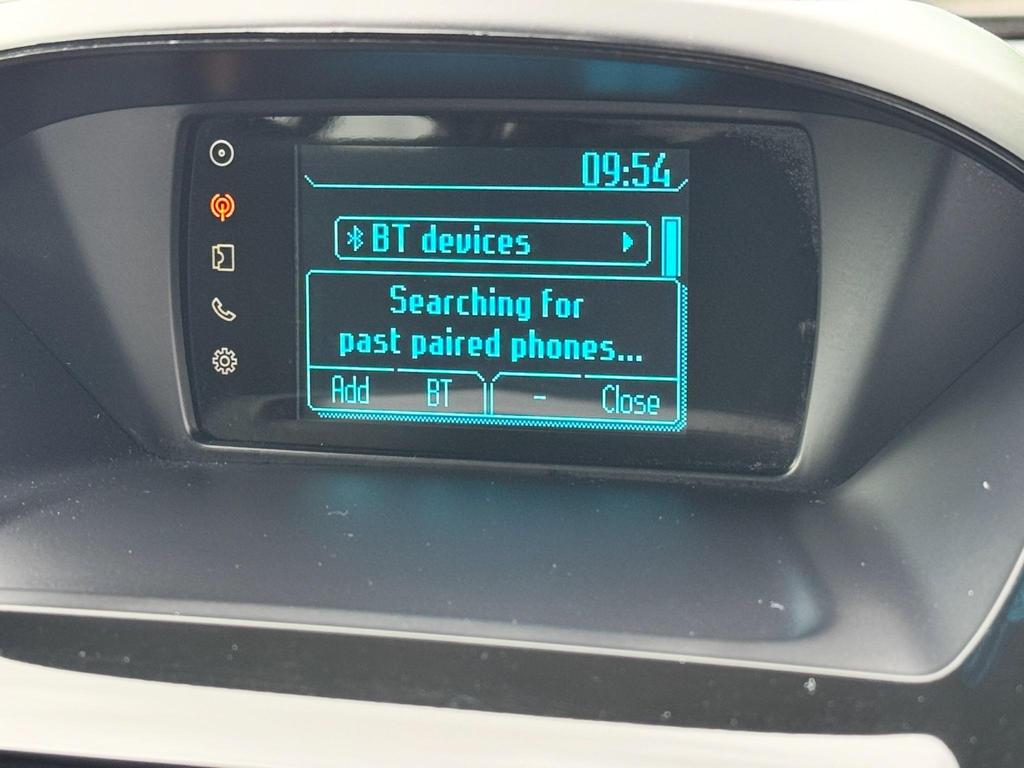 09:54
BT devices
Searching for
past paired phones...
Add BT - Close